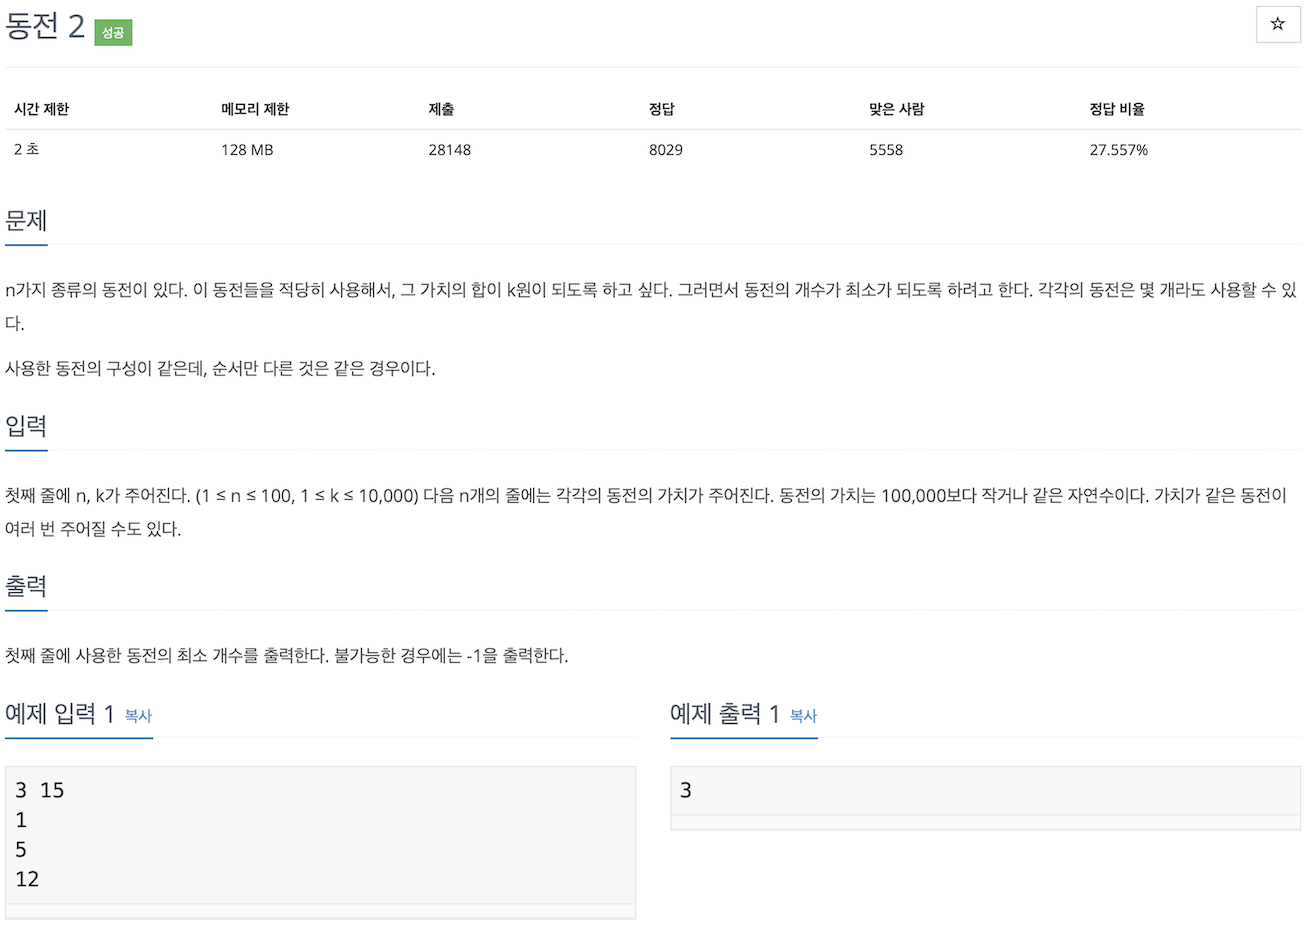 동전 2 성공
시간 제한 메모리 제한 제출 정답 맞은 사람 정답 비율
2 초 128 MB 28148 8029 5558 27.557%
문제
n가지 종류의 동전이 있다. 이 동전들을 적당히 사용해서, 그 가치의 합이 k원이 되도록 하고 싶다. 그러면서 동전의 개수가 최소가 되도록 하려고 한다. 각각의 동전은 몇 개라도 사용할 수 있
다.
사용한 동전의 구성이 같은데, 순서만 다른 것은 같은 경우이다.
입력
첫째 줄에 n, k가 주어진다. (1 ≤ n ≤ 100, 1 ≤ k ≤ 10,000) 다음 n개의 줄에는 각각의 동전의 가치가 주어진다. 동전의 가치는 100,000보다 작거나 같은 자연수이다. 가치가 같은 동전이
여러 번 주어질 수도 있다.
출력
첫째 줄에 사용한 동전의 최소 개수를 출력한다. 불가능한 경우에는 -1을 출력한다.
예제 입력 1 복사
3 15
1
5
12
예제 출력 1 복사
3